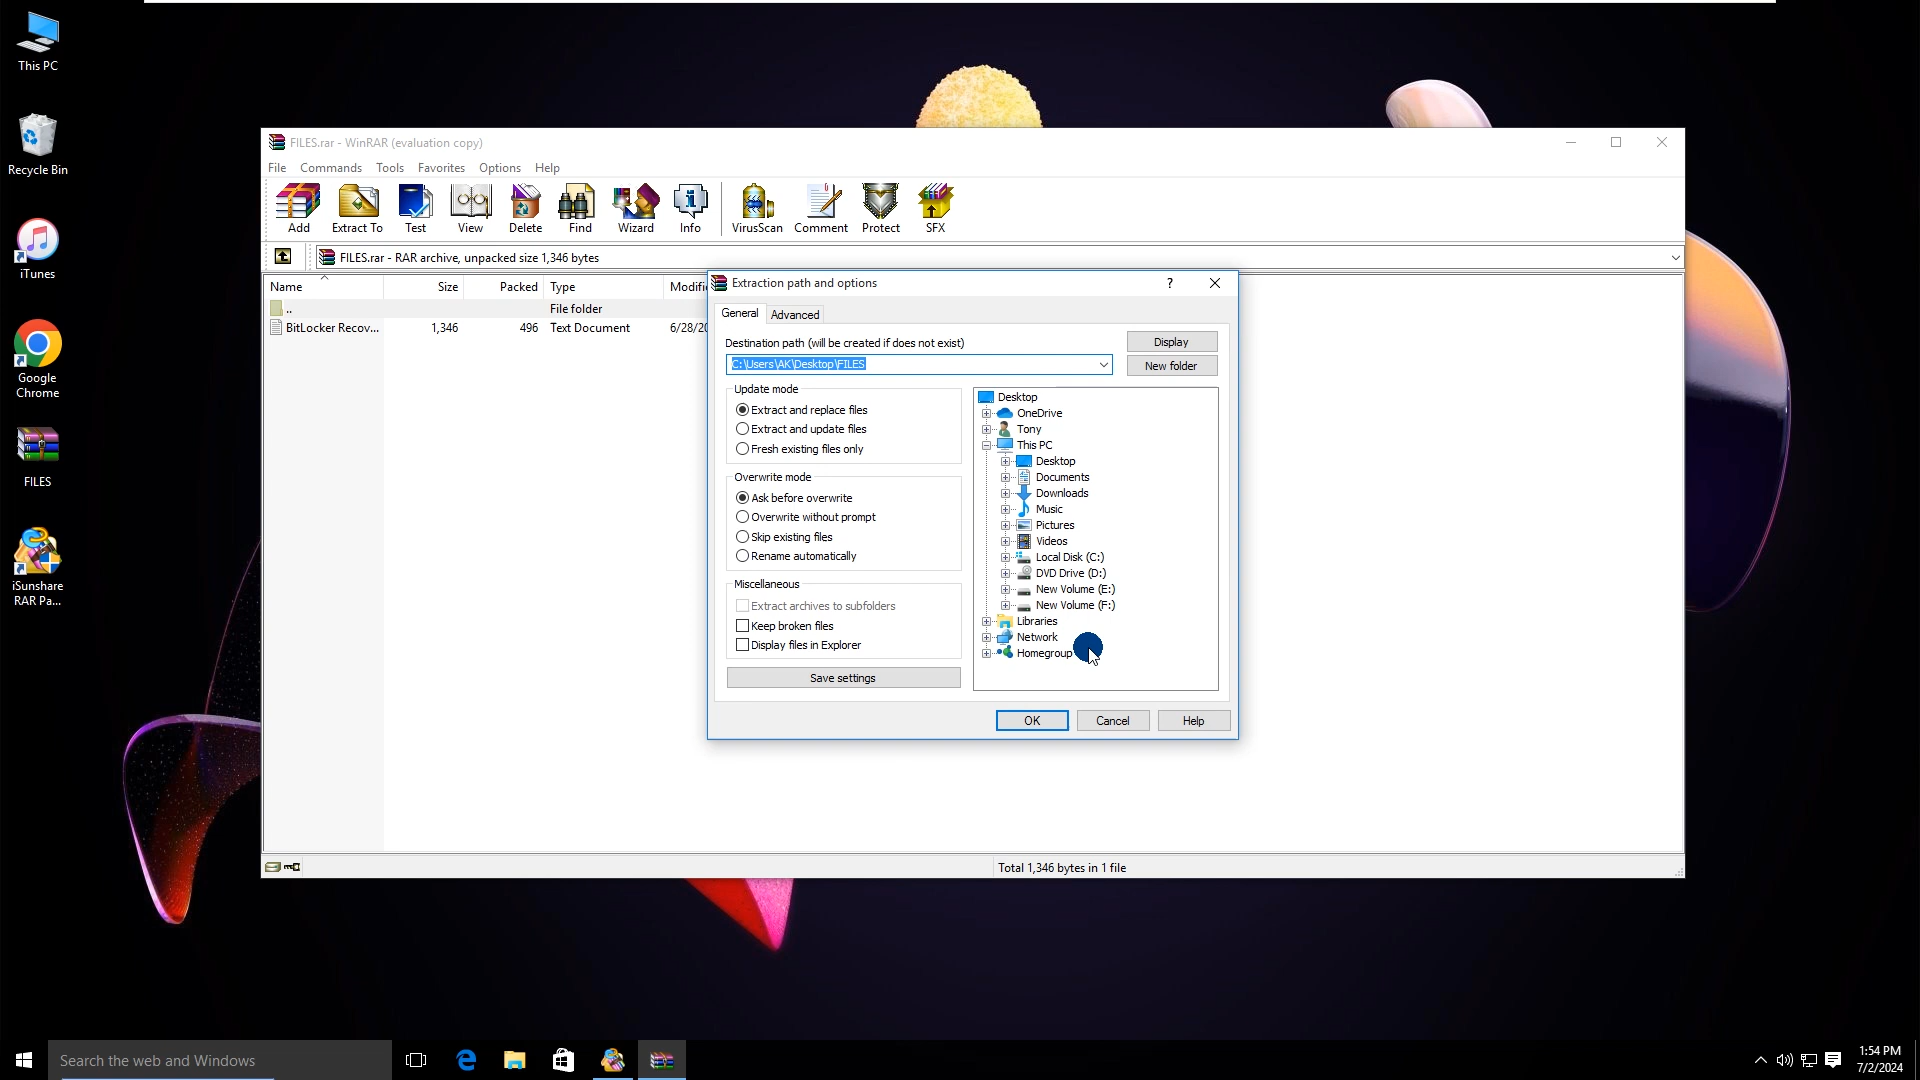 This PC
Recycle Bin
iTunes
Google
Chrome
FILES
iSunshare
RAR Pa...
FILES.rar - WinRAR (evaluation copy)
File Commands Tools Favorites Options Help
Add Extract To Test View Delete Find Wizard Info VirusScan Comment Protect SFX
FILES.rar - RAR archive, unpacked size 1,346 bytes
Name Size Packed Type Modifi
.. File folder
BitLocker Recov... 1,346 496 Text Document 6/28/20
Extraction path and options ?
General Advanced
Destination path (will be created if does not exist)
C:\Users\AK\Desktop\FILES
Display
New folder
Update mode
Extract and replace files
Extract and update files
Fresh existing files only
Overwrite mode
Ask before overwrite
Overwrite without prompt
Skip existing files
Rename automatically
Miscellaneous
Extract archives to subfolders
Keep broken files
Display files in Explorer
Save settings
Desktop
OneDrive
Tony
This PC
Desktop
Documents
Downloads
Music
Pictures
Videos
Local Disk (C:)
DVD Drive (D:)
New Volume (E:)
New Volume (F:)
Libraries
Network
Homegroup
OK Cancel Help
Total 1,346 bytes in 1 file
Search the web and Windows
1:54 PM
7/2/2024